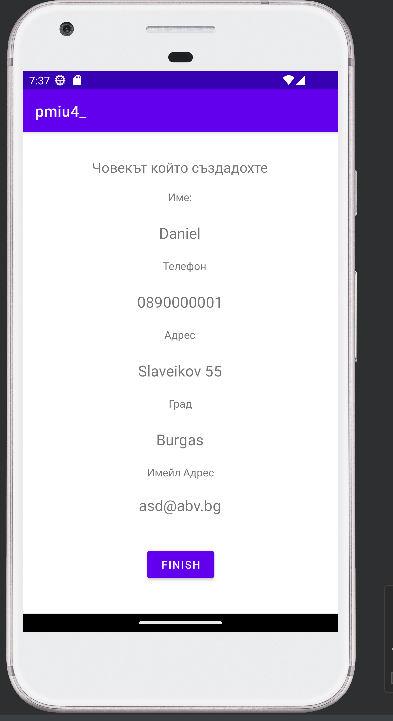 7:37
pmiu4_
Човекът който създадохте
Име:
Daniel
Телефон
0890000001
Адрес
Slaveikov 55
Град
Burgas
Имейл Адрес
asd@abv.bg
FINISH